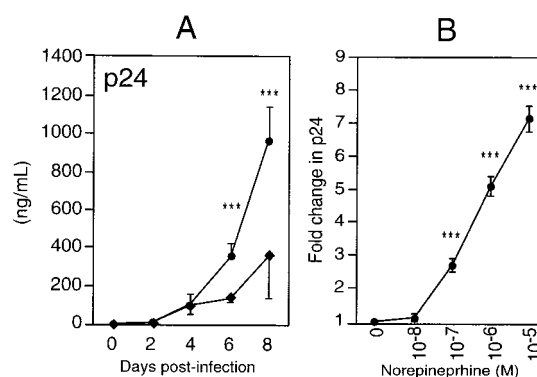 A
p24
(ng/mL)
1400
1200
1000
800
600
400
200
0
***
***
0 2 4 6 8
Days post-infection
B
Fold change in p24
9
8
7
6
5
4
3
2
1
***
***
***
0 10-8 10-7 10-6 10-5
Norepineprhine (M)